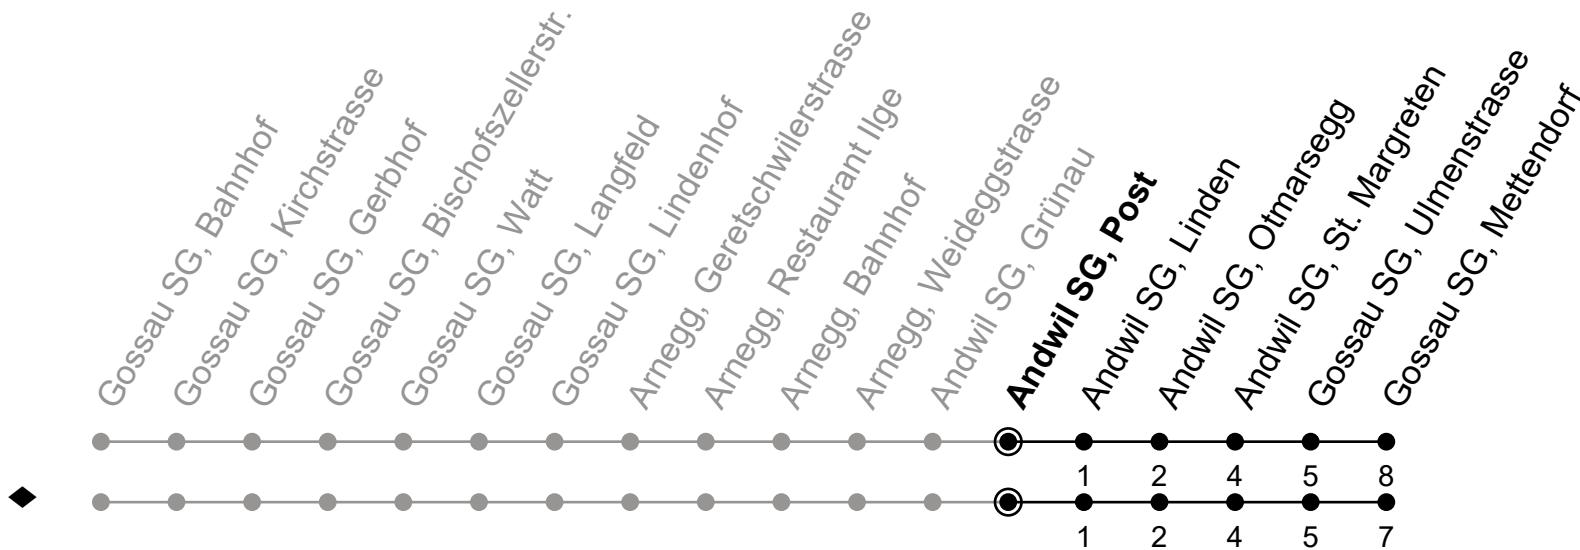 Gossau SG, Bahnhof
Gossau SG, Kirchstrasse
Gossau SG, Gerbhof
Gossau SG, Bischofszellerstr.
Gossau SG, Watt
Gossau SG, Langfeld
Gossau SG, Lindenhof
Arnegg, Geretschwilerstrasse
Arnegg, Restaurant Ilge
Arnegg, Bahnhof
Arnegg, Weideggstrasse
Andwil SG, Grünau
Andwil SG, Post
Andwil SG, Linden
Andwil SG, Otmarsegg
Andwil SG, St. Margreten
Gossau SG, Ulmenstrasse
Gossau SG, Mettendorf
1 2 4 5 8
1 2 4 5 7